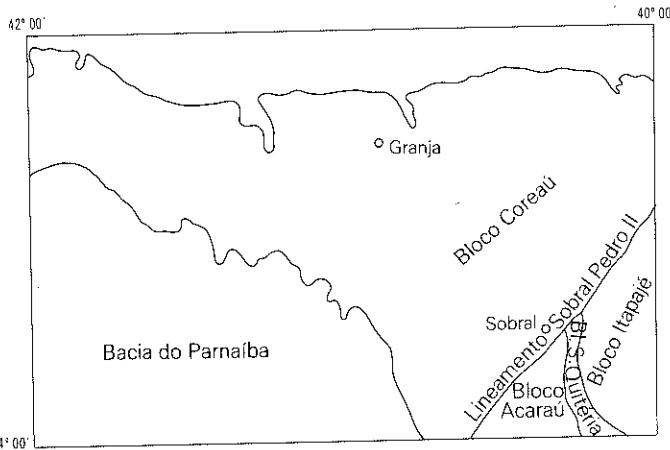 42° 00'
40° 00'
Granja
Bloco Coreaú
Lineamento Sobral Pedro II
Sobral
Bl. S. Quitéria
Bloco Itapajé
Bacia do Parnaíba
Bloco
Acaraú
4° 00'